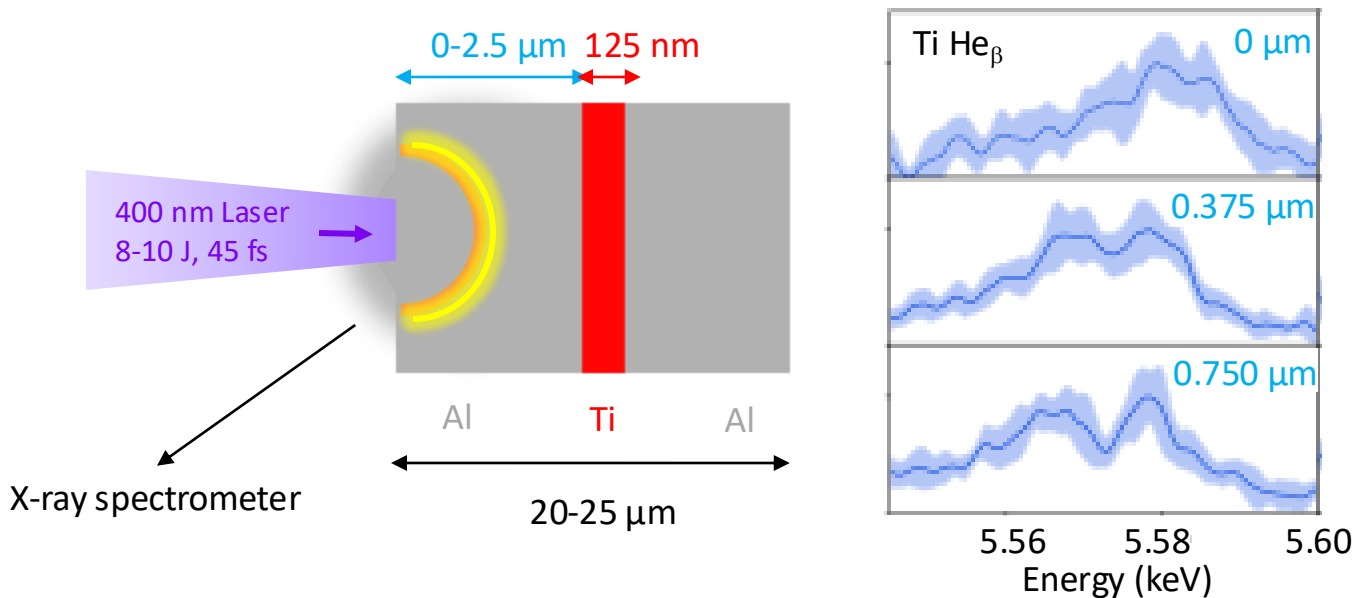 0-2.5 µm
125 nm
400 nm Laser
8-10 J, 45 fs
Al
Ti
Al
X-ray spectrometer
20-25 µm
Ti Heβ
0 µm
0.375 µm
0.750 µm
5.56
5.58
5.60
Energy (keV)